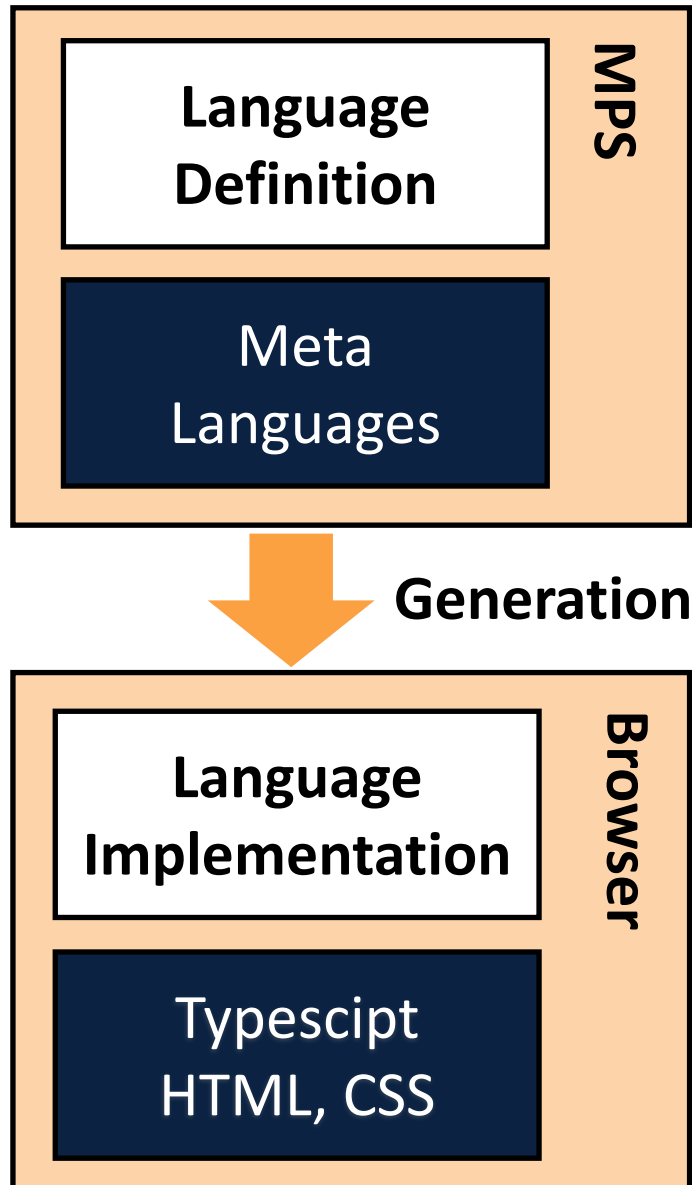 Language
Definition
MPS
Meta
Languages
Generation
Language
Implementation
Browser
Typescipt
HTML, CSS